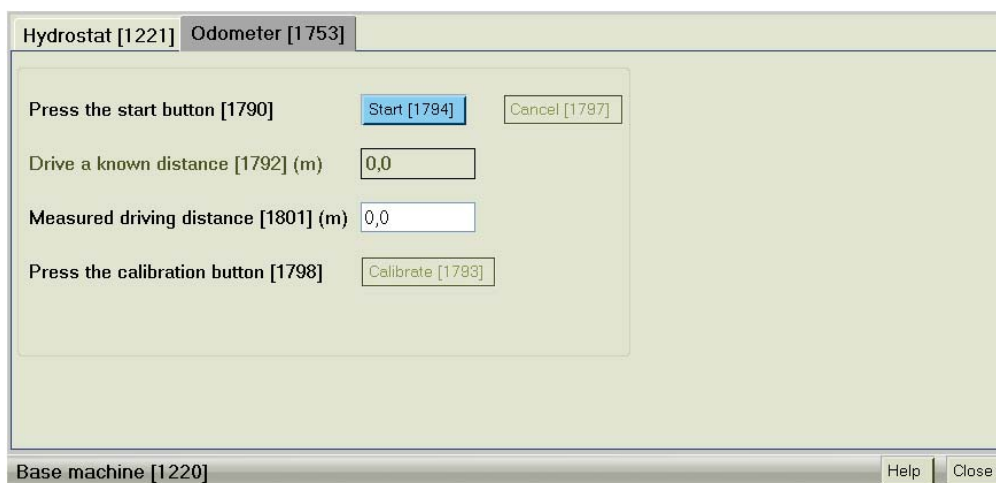 Hydrostat [1221] Odometer [1753]
Press the start button [1790] Start [1794] Cancel [1797]
Drive a known distance [1792] (m) 0,0
Measured driving distance [1801] (m) 0,0
Press the calibration button [1798] Calibrate [1793]
Base machine [1220] Help Close